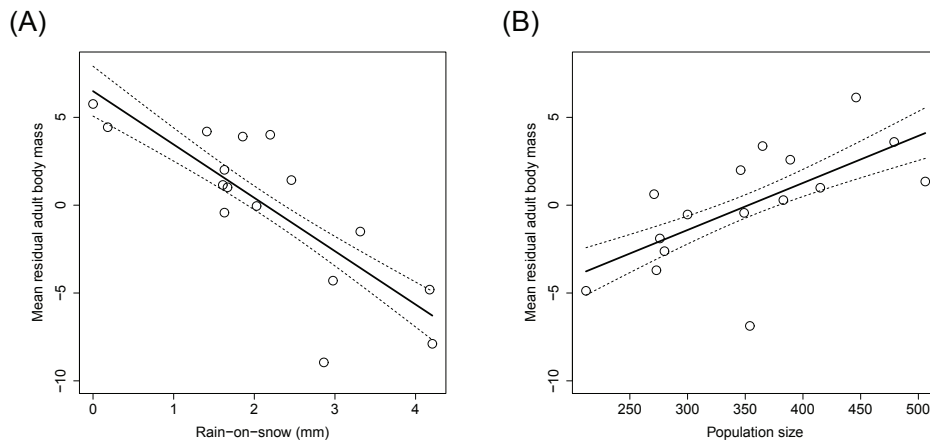 (A)
Mean residual adult body mass
5
0
−5
−10
0 1 2 3 4
Rain−on−snow (mm)
(B)
Mean residual adult body mass
5
0
−5
−10
250 300 350 400 450 500
Population size